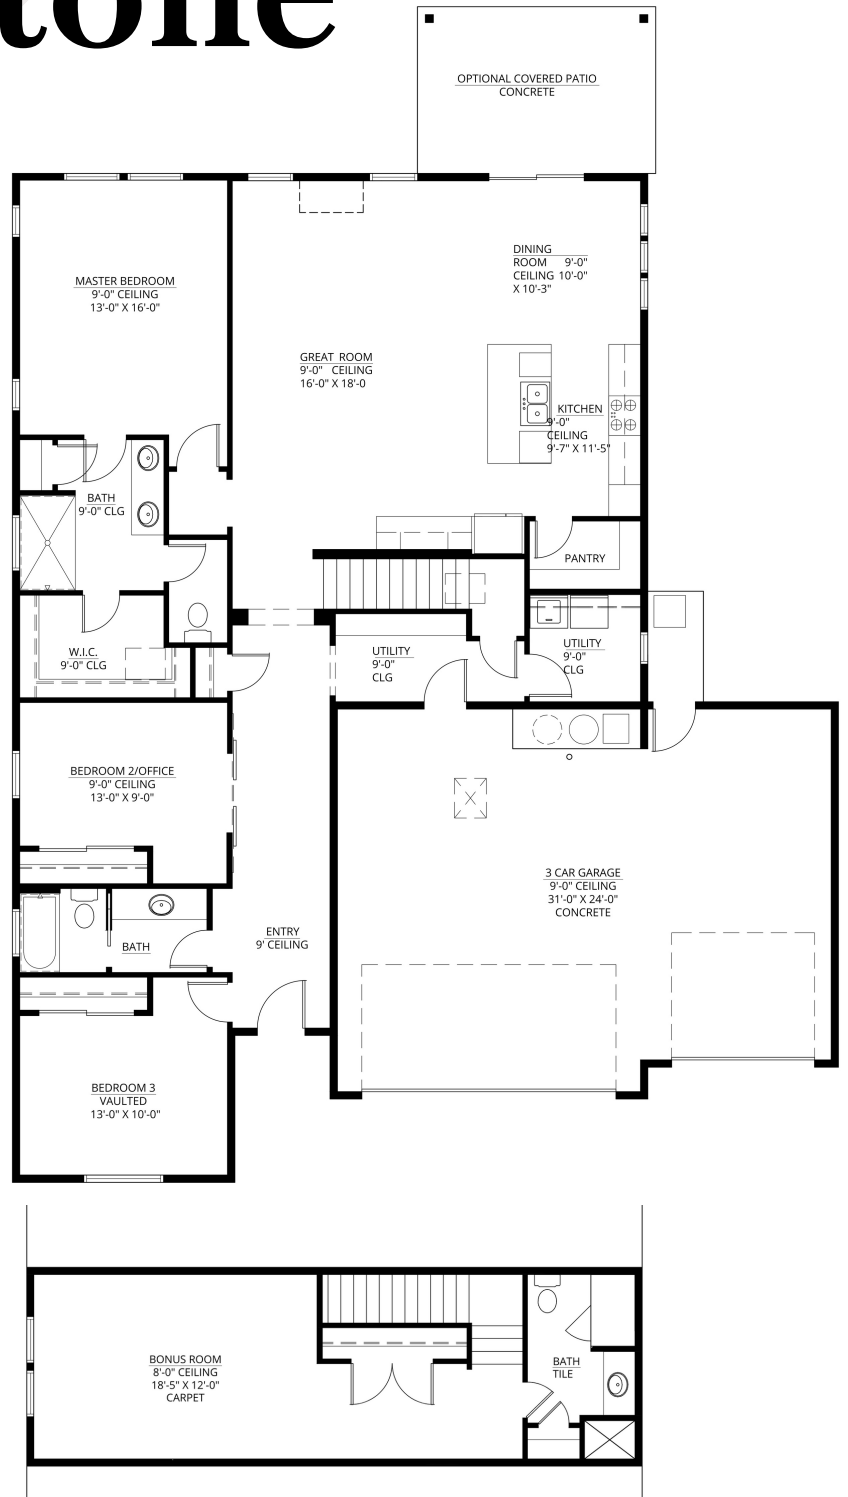 tone
OPTIONAL COVERED PATIO
CONCRETE
DINING
ROOM 9'-0"
CEILING 10'-0"
X 10'-3"
MASTER BEDROOM
9'-0" CEILING
13'-0" X 16'-0"
GREAT ROOM
9'-0" CEILING
16'-0" X 18'-0
KITCHEN
9'-0"
CEILING
9'-7" X 11'-5"
BATH
9'-0" CLG
PANTRY
W.I.C.
9'-0" CLG
UTILITY
9'-0"
CLG
UTILITY
9'-0"
CLG
BEDROOM 2/OFFICE
9'-0" CEILING
13'-0" X 9'-0"
3 CAR GARAGE
9'-0" CEILING
31'-0" X 24'-0"
CONCRETE
ENTRY
9' CEILING
BATH
BEDROOM 3
VAULTED
13'-0" X 10'-0"
BONUS ROOM
8'-0" CEILING
18'-5" X 12'-0"
CARPET
BATH
TILE